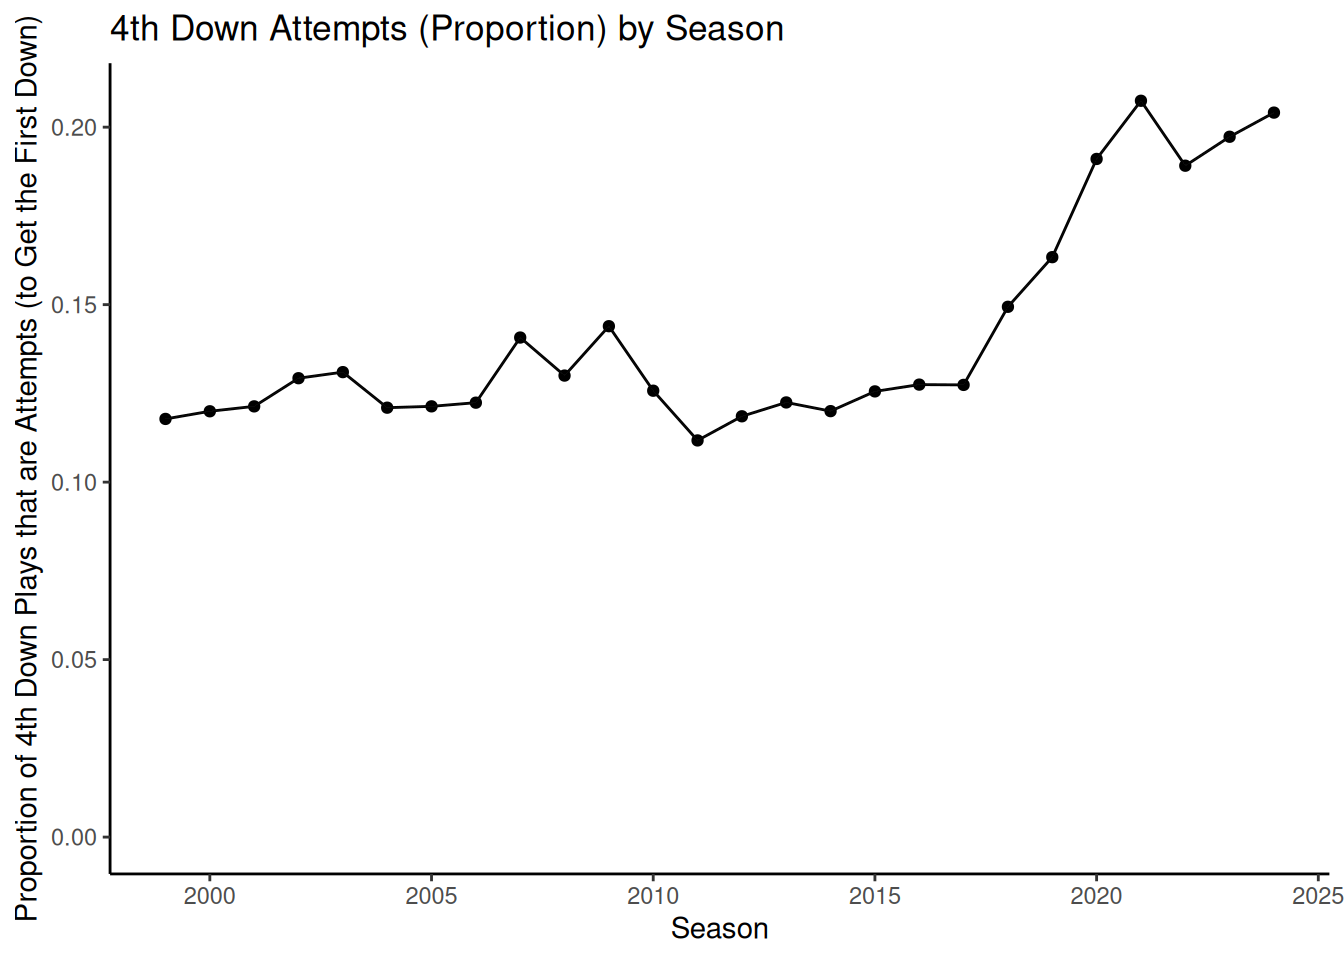 4th Down Attempts (Proportion) by Season
Proportion of 4th Down Plays that are Attempts (to Get the First Down)
0.20
0.15
0.10
0.05
0.00
2000 2005 2010 2015 2020 2025
Season